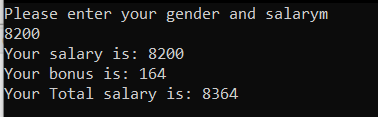 Please enter your gender and salarym
8200
Your salary is: 8200
Your bonus is: 164
Your Total salary is: 8364